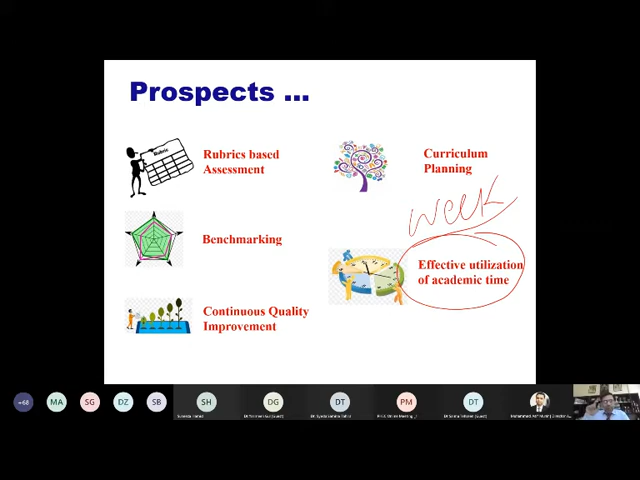 Prospects ...
Rubric
Rubrics based
Assessment
Curriculum
Planning
Benchmarking
week
Effective utilization
of academic time
Continuous Quality
Improvement
+68
MA
SG
DZ
SB
SH
DG
DT
PM
DT